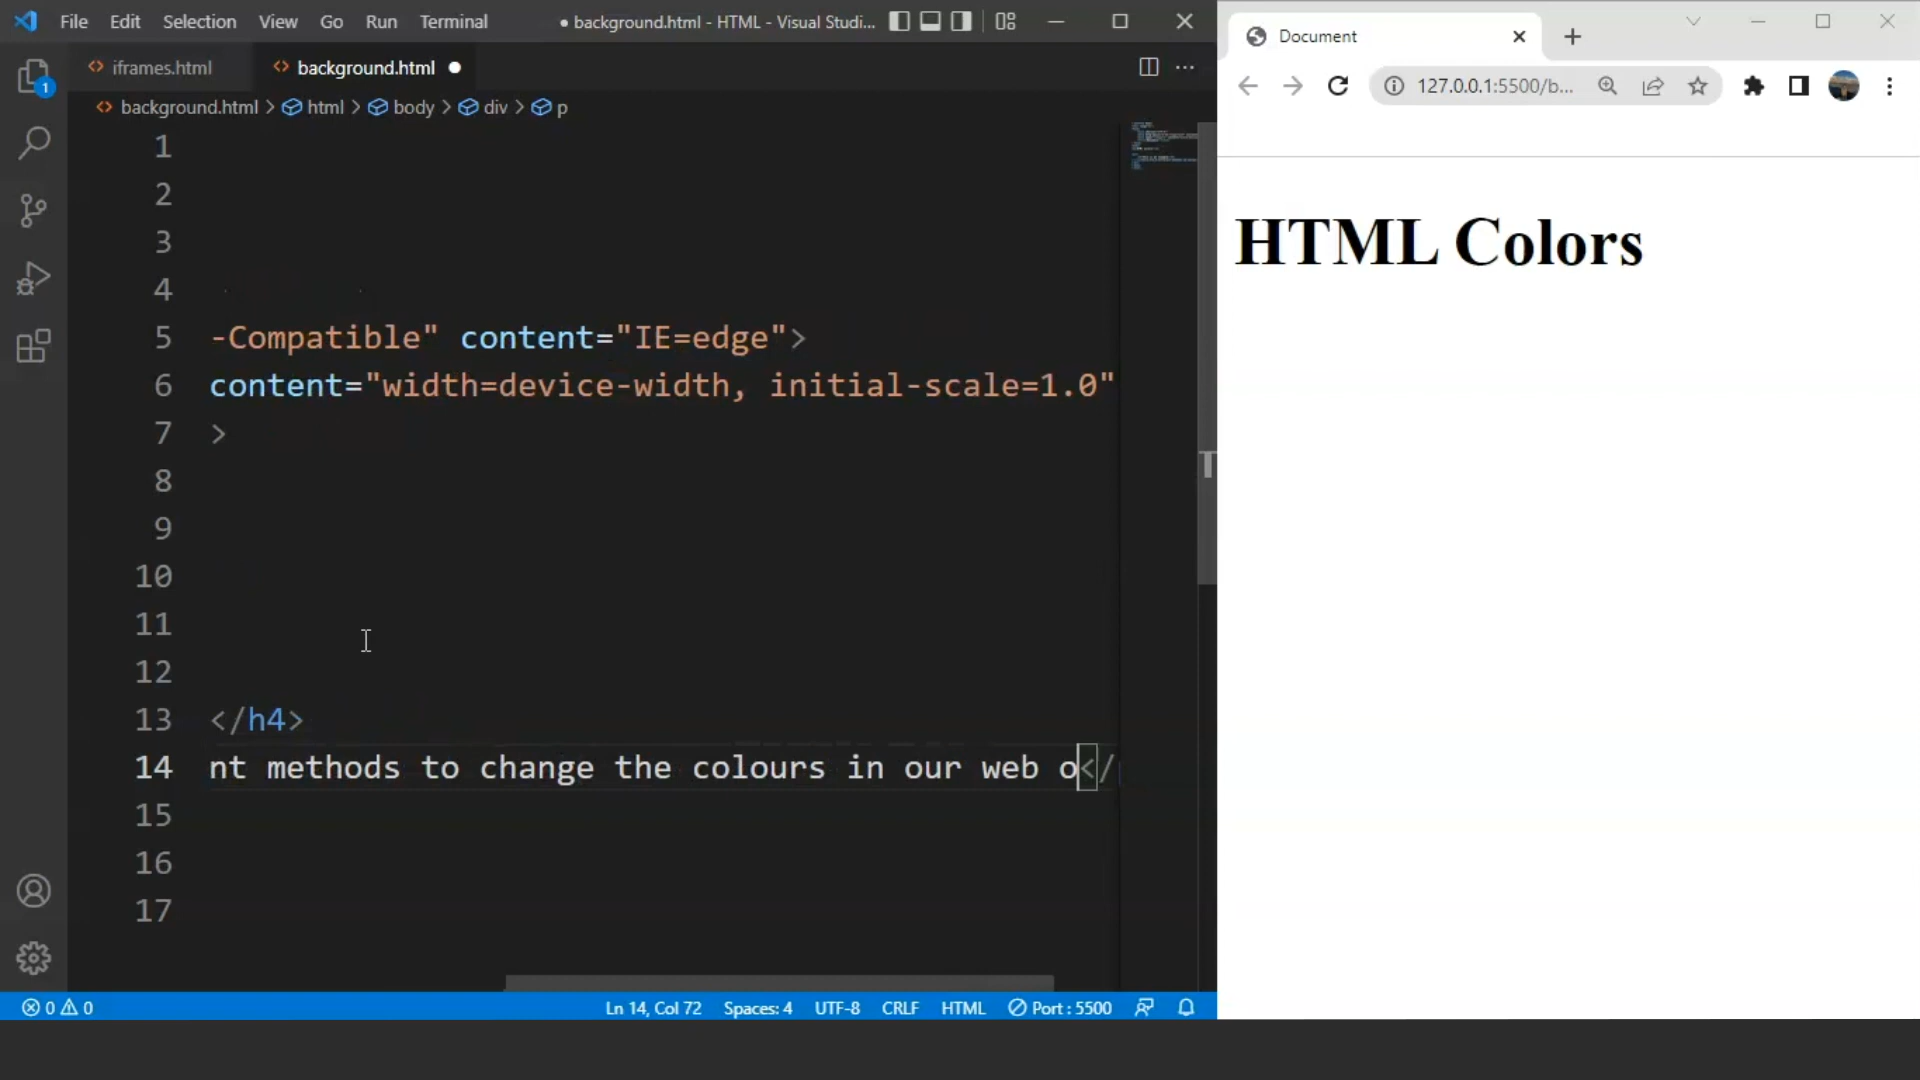 File Edit Selection View Go Run Terminal
● background.html - HTML - Visual Studi...
iframes.html
background.html ●
background.html > html > body > div > p
1
2
3
4
5 -Compatible" content="IE=edge">
6 content="width=device-width, initial-scale=1.0"
7 >
8
9
10
11
12
13 </h4>
14 nt methods to change the colours in our web o</
15
16
17
1
0 0
Ln 14, Col 72 Spaces: 4 UTF-8 CRLF HTML Port : 5500
Document
127.0.0.1:5500/b...
HTML Colors